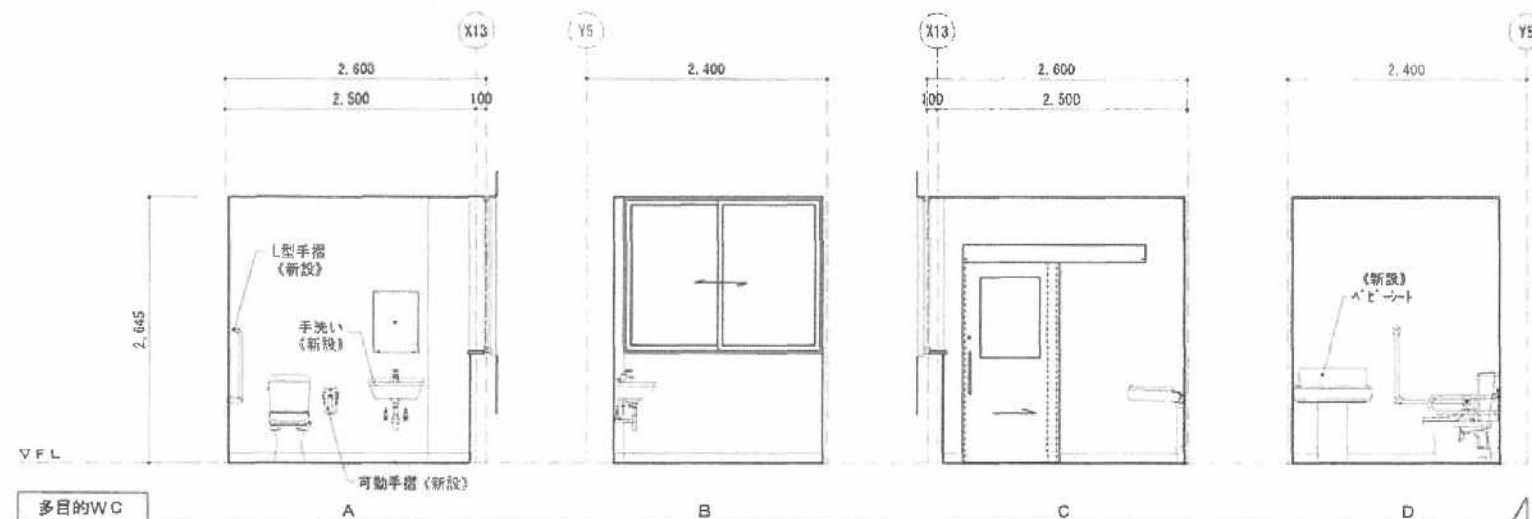 X13
Y5
X13
Y5
2,600
2,500
100
2,400
2,600
100
2,500
2,400
2,645
L型手摺
《新設》
手洗い
《新設》
可動手摺《新設》
《新設》
ベビーシート
▽FL
多目的WC
A
B
C
D